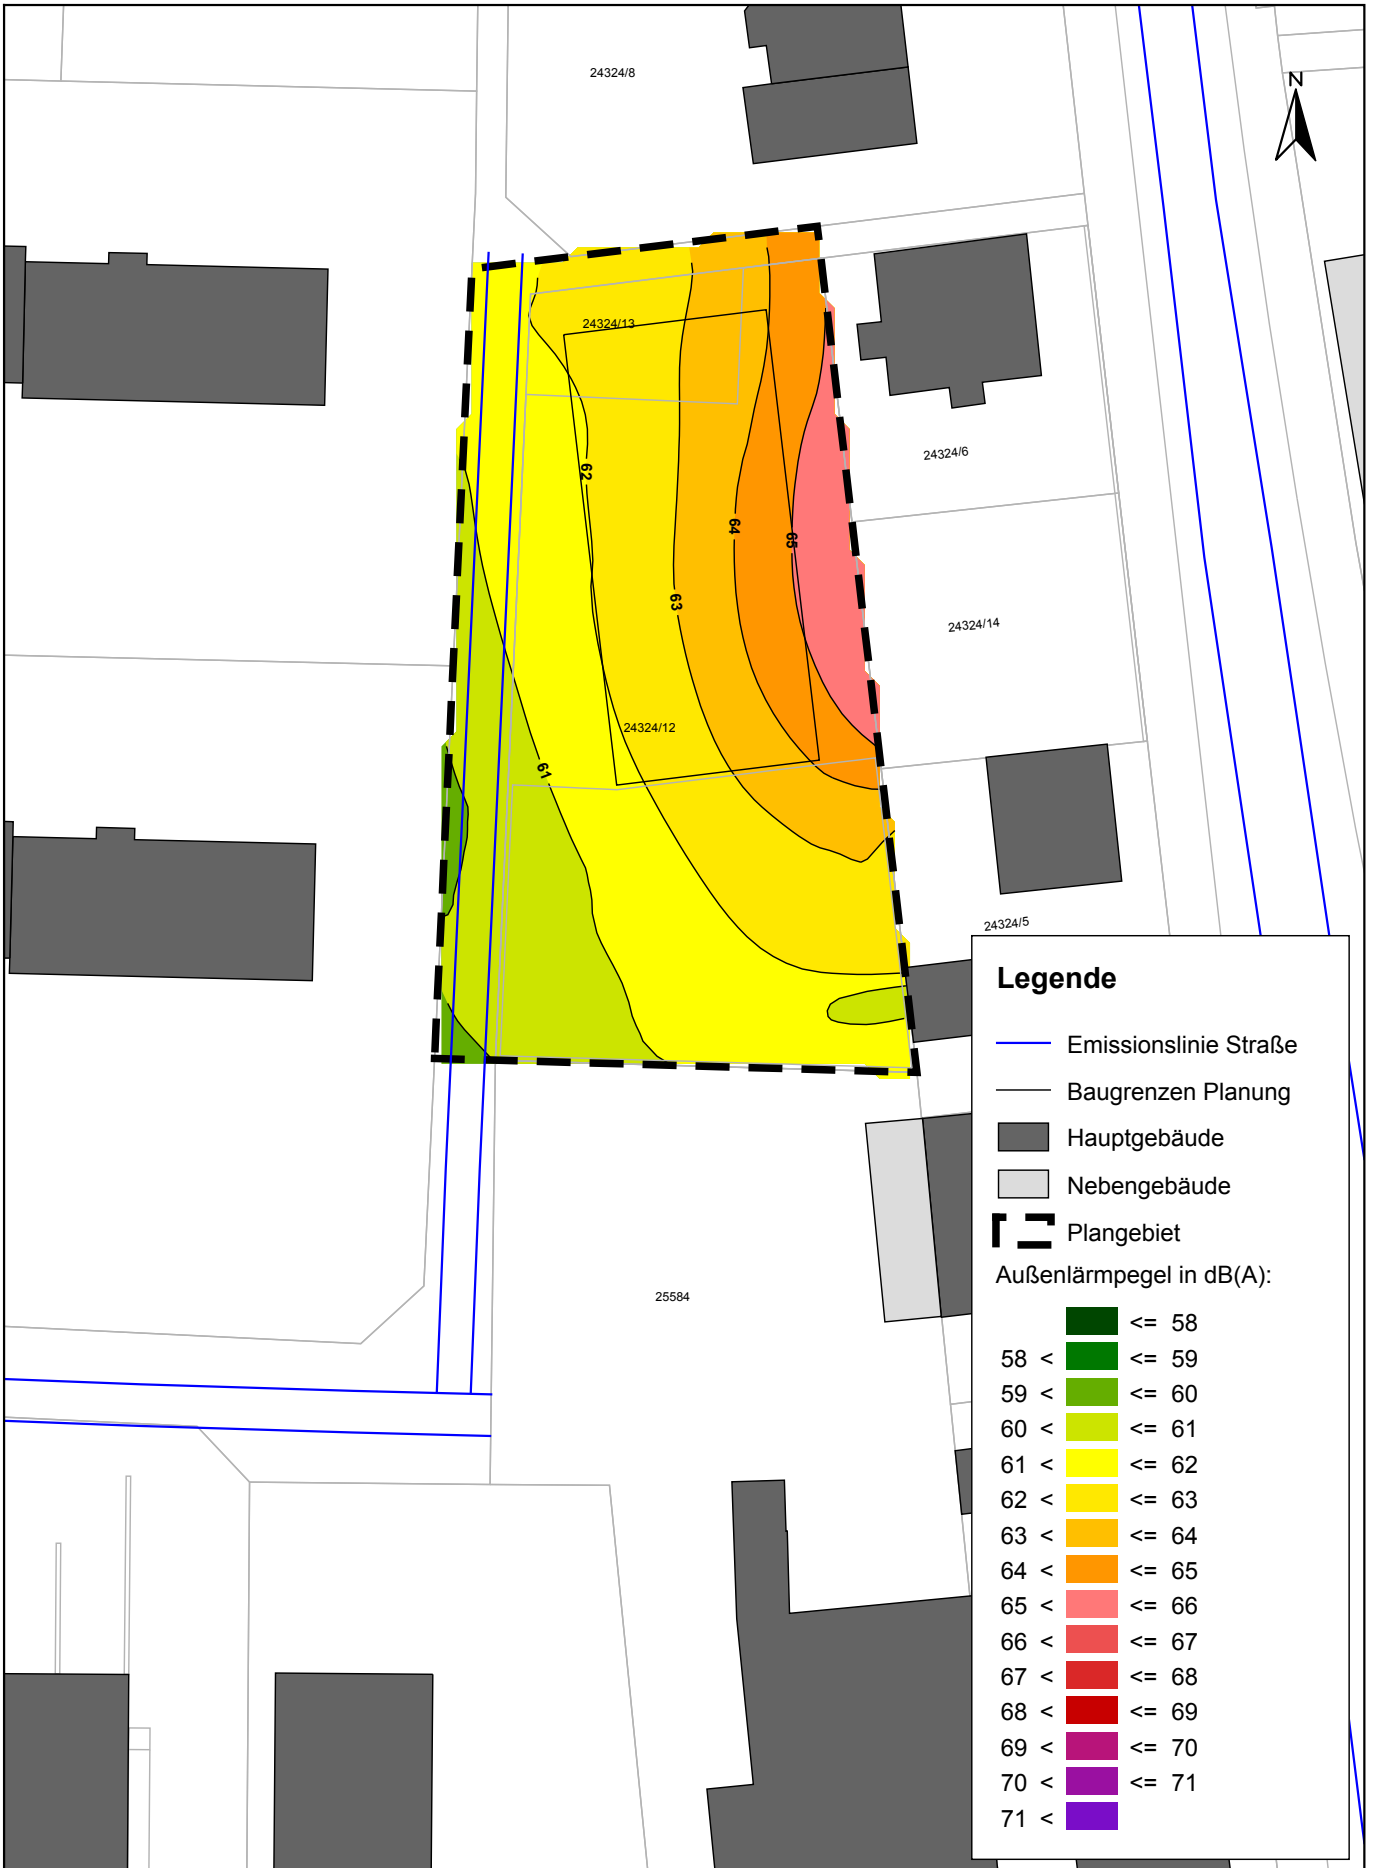 24324/8
N
24324/13
24324/6
62
64
65
63
24324/14
24324/12
61
24324/5
Legende
Emissionslinie Straße
Baugrenzen Planung
Hauptgebäude
Nebengebäude
Plangebiet
Außenlärmpegel in dB(A):
<= 58
58 < <= 59
59 < <= 60
60 < <= 61
61 < <= 62
62 < <= 63
63 < <= 64
64 < <= 65
65 < <= 66
66 < <= 67
67 < <= 68
68 < <= 69
69 < <= 70
70 < <= 71
71 <
25584